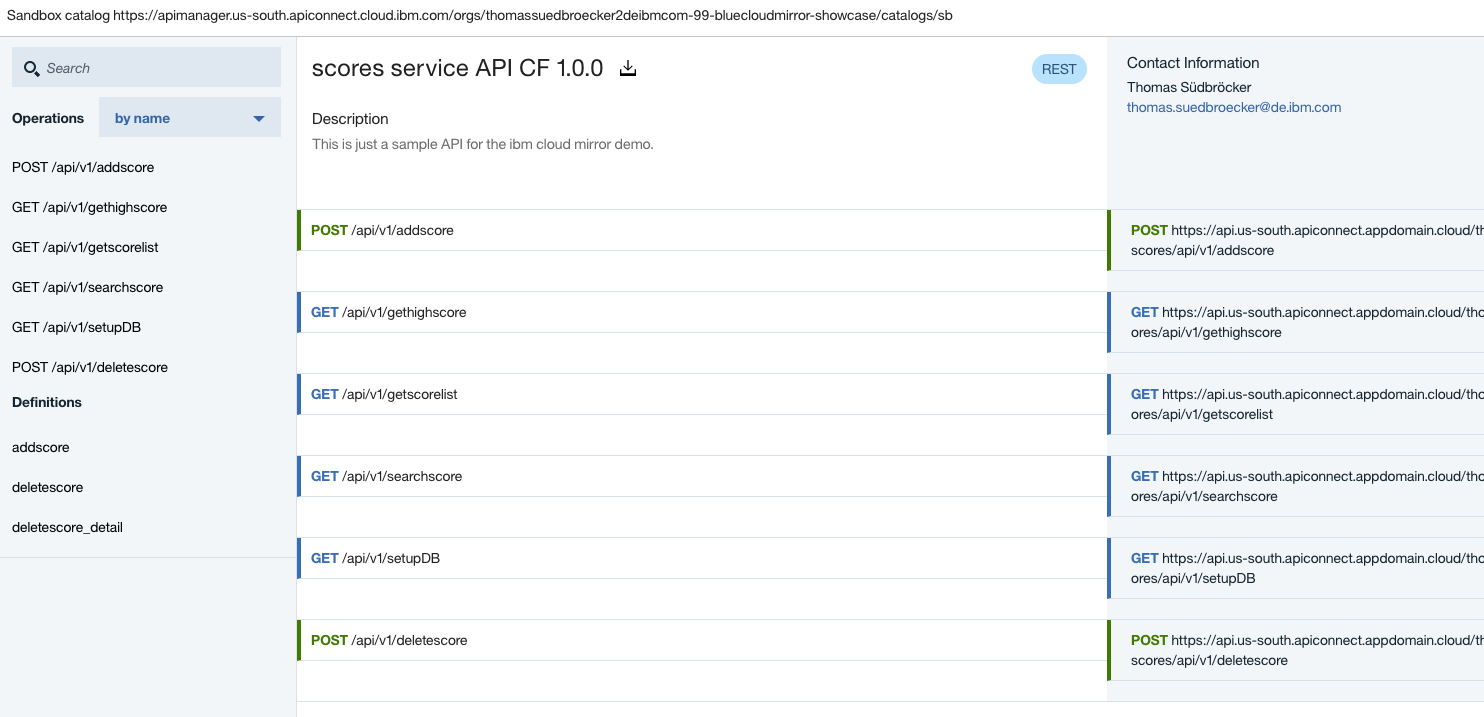 Sandbox catalog https://apimanager.us-south.apiconnect.cloud.ibm.com/orgs/thomassuedbroecker2deibmcom-99-bluecloudmirror-showcase/catalogs/sb
Search
Operations
by name
POST /api/v1/addscore
GET /api/v1/gethighscore
GET /api/v1/getscorelist
GET /api/v1/searchscore
GET /api/v1/setupDB
POST /api/v1/deletescore
Definitions
addscore
deletescore
deletescore_detail
scores service API CF 1.0.0
REST
Description
This is just a sample API for the ibm cloud mirror demo.
POST /api/v1/addscore
GET /api/v1/gethighscore
GET /api/v1/getscorelist
GET /api/v1/searchscore
GET /api/v1/setupDB
POST /api/v1/deletescore
Contact Information
Thomas Südbröcker
thomas.suedbroecker@de.ibm.com
POST https://api.us-south.apiconnect.appdomain.cloud/th
scores/api/v1/addscore
GET https://api.us-south.apiconnect.appdomain.cloud/tho
ores/api/v1/gethighscore
GET https://api.us-south.apiconnect.appdomain.cloud/tho
ores/api/v1/getscorelist
GET https://api.us-south.apiconnect.appdomain.cloud/tho
ores/api/v1/searchscore
GET https://api.us-south.apiconnect.appdomain.cloud/tho
ores/api/v1/setupDB
POST https://api.us-south.apiconnect.appdomain.cloud/th
scores/api/v1/deletescore